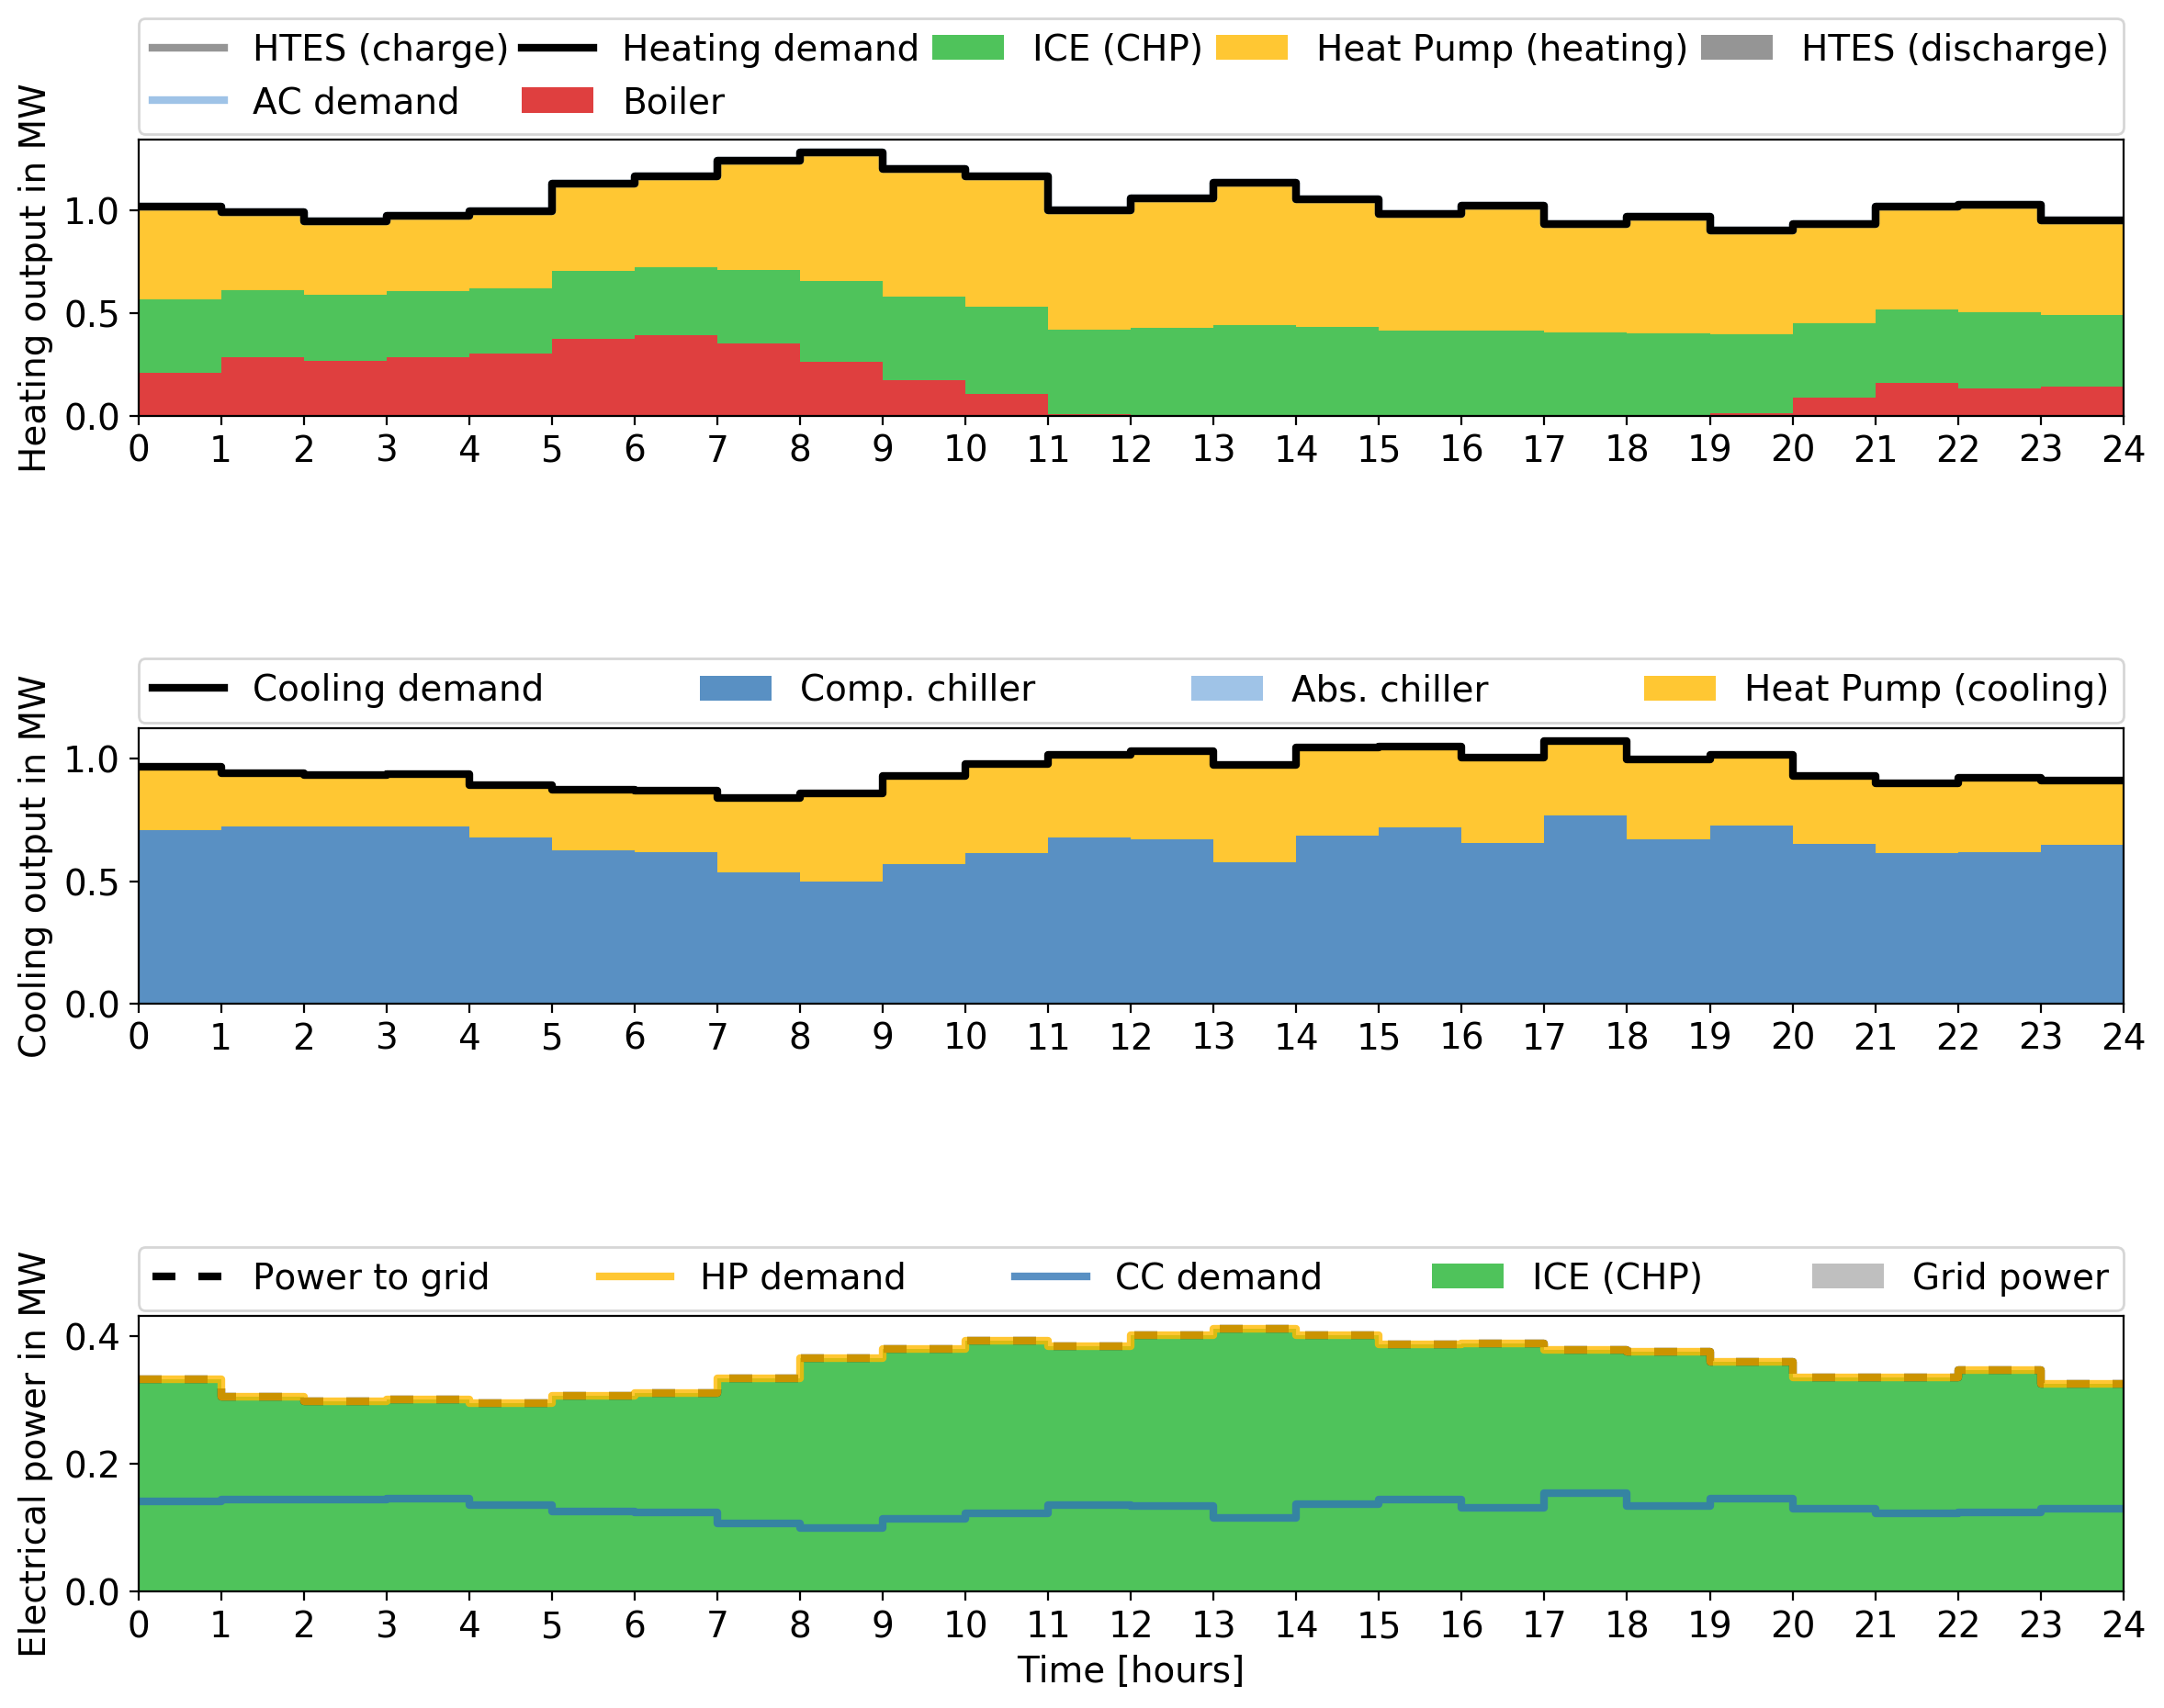 HTES (charge) Heating demand ICE (CHP) Heat Pump (heating) HTES (discharge)
AC demand Boiler
Heating output in MW
1.0
0.5
0.0
0 1 2 3 4 5 6 7 8 9 10 11 12 13 14 15 16 17 18 19 20 21 22 23 24
Cooling demand Comp. chiller Abs. chiller Heat Pump (cooling)
Cooling output in MW
1.0
0.5
0.0
0 1 2 3 4 5 6 7 8 9 10 11 12 13 14 15 16 17 18 19 20 21 22 23 24
Power to grid HP demand CC demand ICE (CHP) Grid power
Electrical power in MW
0.4
0.2
0.0
0 1 2 3 4 5 6 7 8 9 10 11 12 13 14 15 16 17 18 19 20 21 22 23 24
Time [hours]